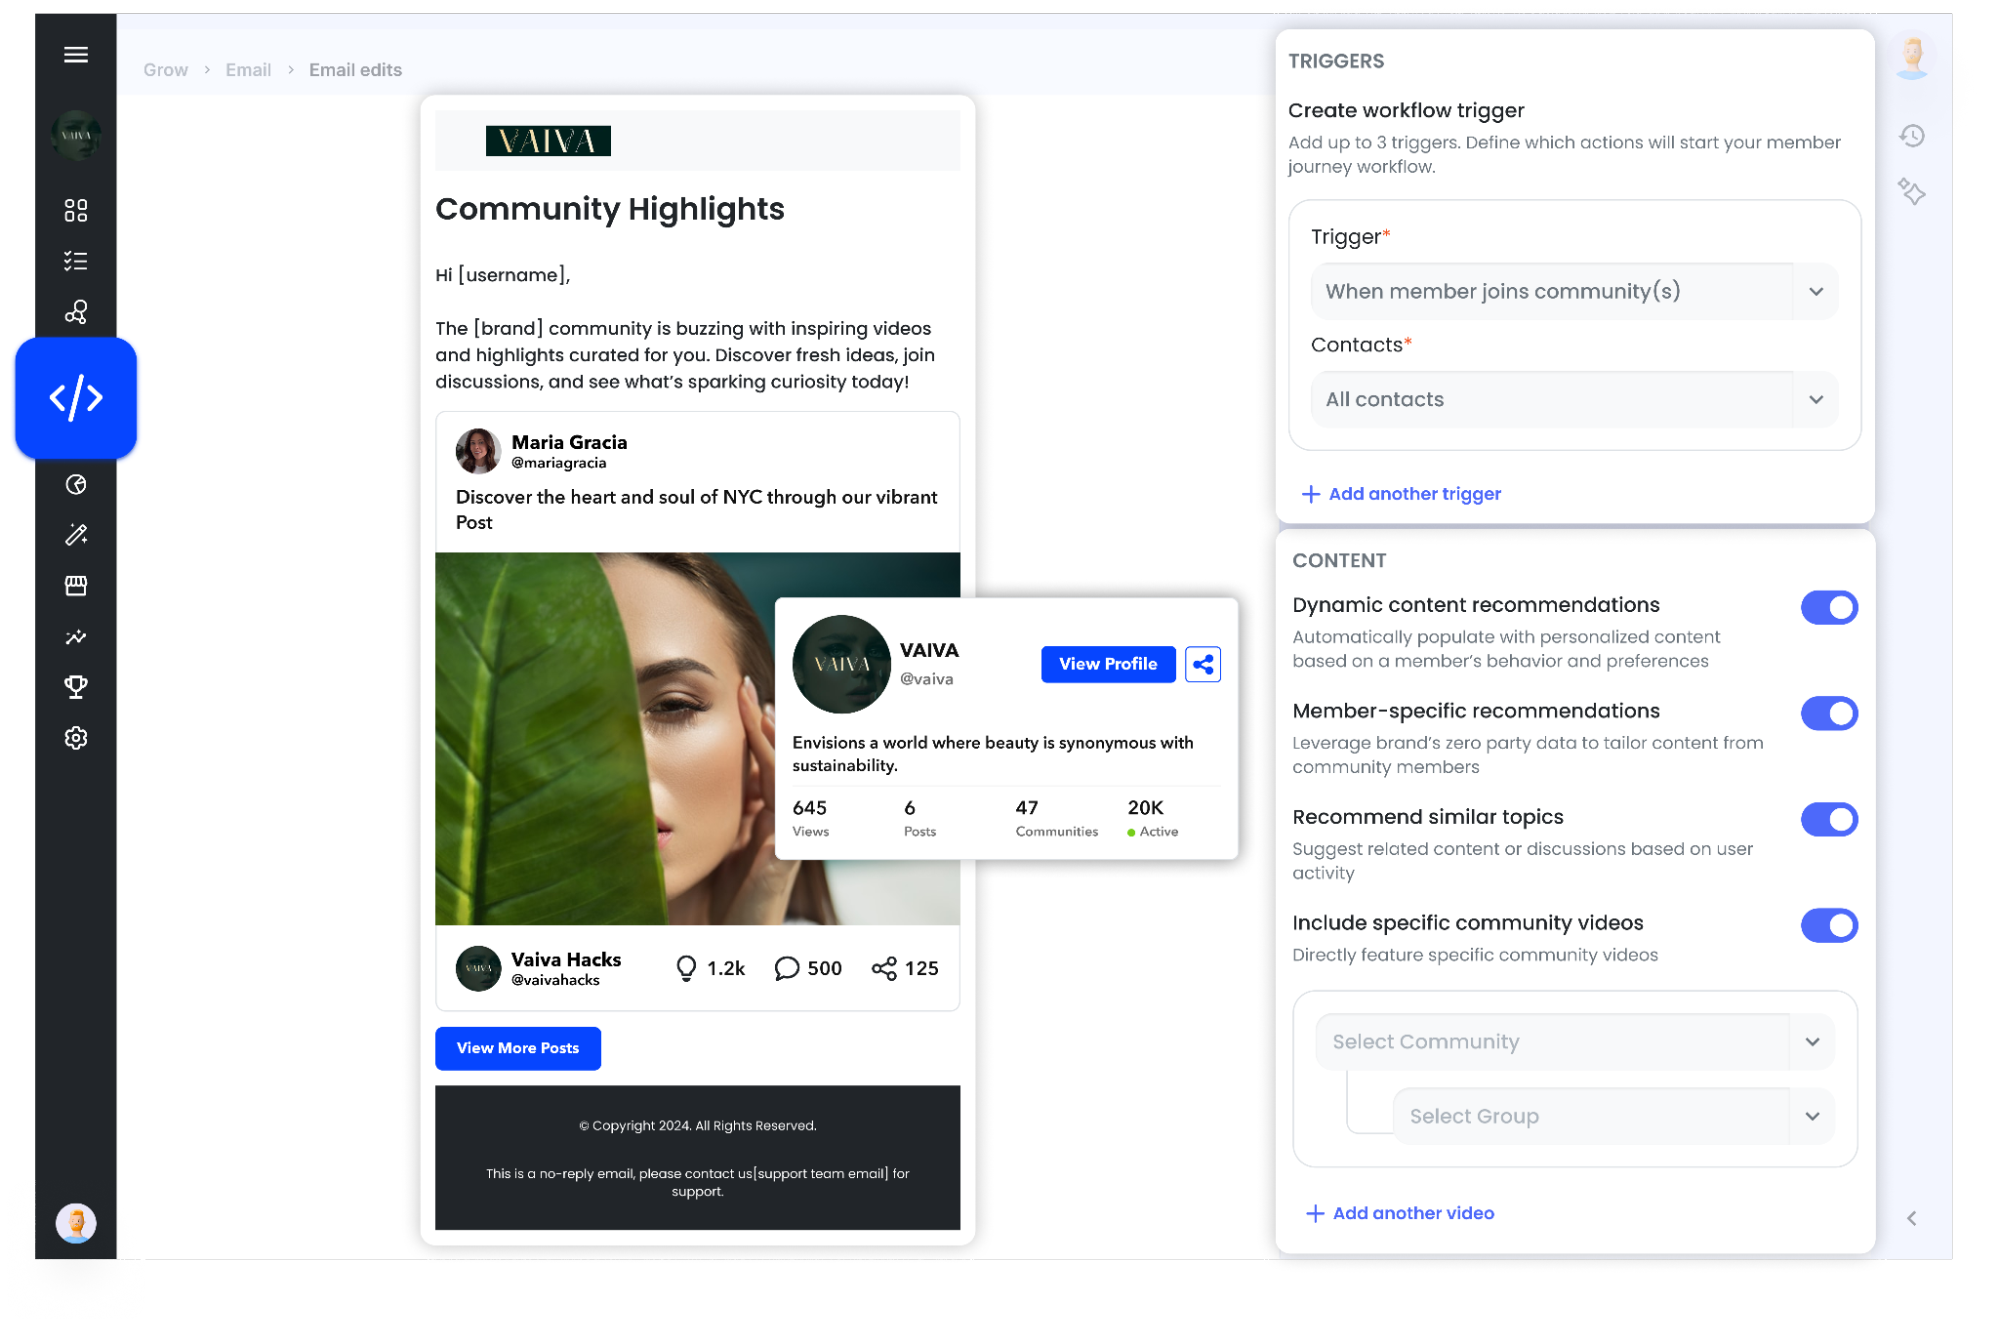 Grow > Email > Email edits
VAIVA
VAIVA
Community Highlights
Hi [username],
The [brand] community is buzzing with inspiring videos
and highlights curated for you. Discover fresh ideas, join
discussions, and see what's sparking curiosity today!
Maria Gracia
@mariagracia
Discover the heart and soul of NYC through our vibrant
Post
VAIVA
VAIVA
@vaiva
View Profile
Envisions a world where beauty is synonymous with
sustainability.
645 6 47 20K
Views Posts Communities Active
VAIVA
Vaiva Hacks
@vaivahacks
1.2k 500 125
View More Posts
© Copyright 2024. All Rights Reserved.
This is a no-reply email, please contact us[support team email] for
support.
TRIGGERS
Create workflow trigger
Add up to 3 triggers. Define which actions will start your member
journey workflow.
Trigger*
When member joins community(s)
Contacts*
All contacts
+ Add another trigger
CONTENT
Dynamic content recommendations
Automatically populate with personalized content
based on a member's behavior and preferences
Member-specific recommendations
Leverage brand's zero party data to tailor content from
community members
Recommend similar topics
Suggest related content or discussions based on user
activity
Include specific community videos
Directly feature specific community videos
Select Community
Select Group
+ Add another video